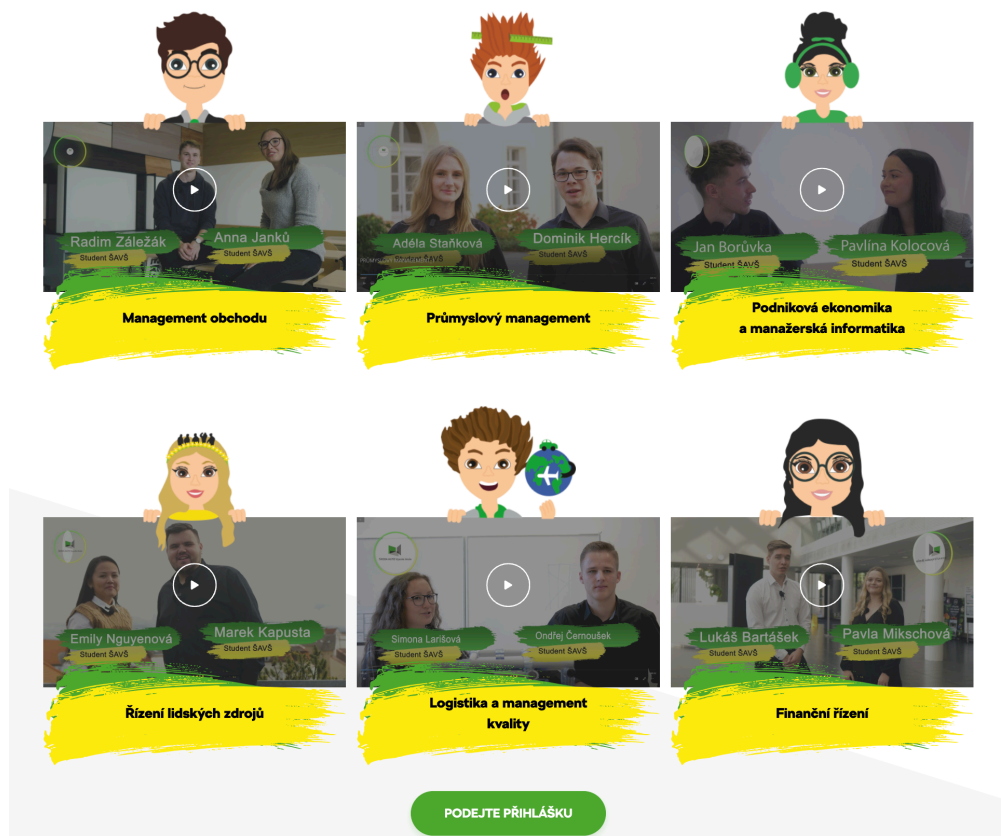 Radim Záležák
Anna Janků
Student ŠAVŠ
Student ŠAVŠ
Adéla Staňková
Dominik Hercík
Student ŠAVŠ
Student ŠAVŠ
Jan Borůvka
Pavlína Kolocová
Student ŠAVŠ
Student ŠAVŠ
Management obchodu
Průmyslový management
Podniková ekonomika
a manažerská informatika
Emily Nguyenová
Marek Kapusta
Student ŠAVŠ
Student ŠAVŠ
Simona Larišová
Ondřej Černoušek
Student ŠAVŠ
Student ŠAVŠ
Lukáš Bartášek
Pavla Mikschová
Student ŠAVŠ
Student ŠAVŠ
Řízení lidských zdrojů
Logistika a management
kvality
Finanční řízení
PODEJTE PŘIHLÁŠKU